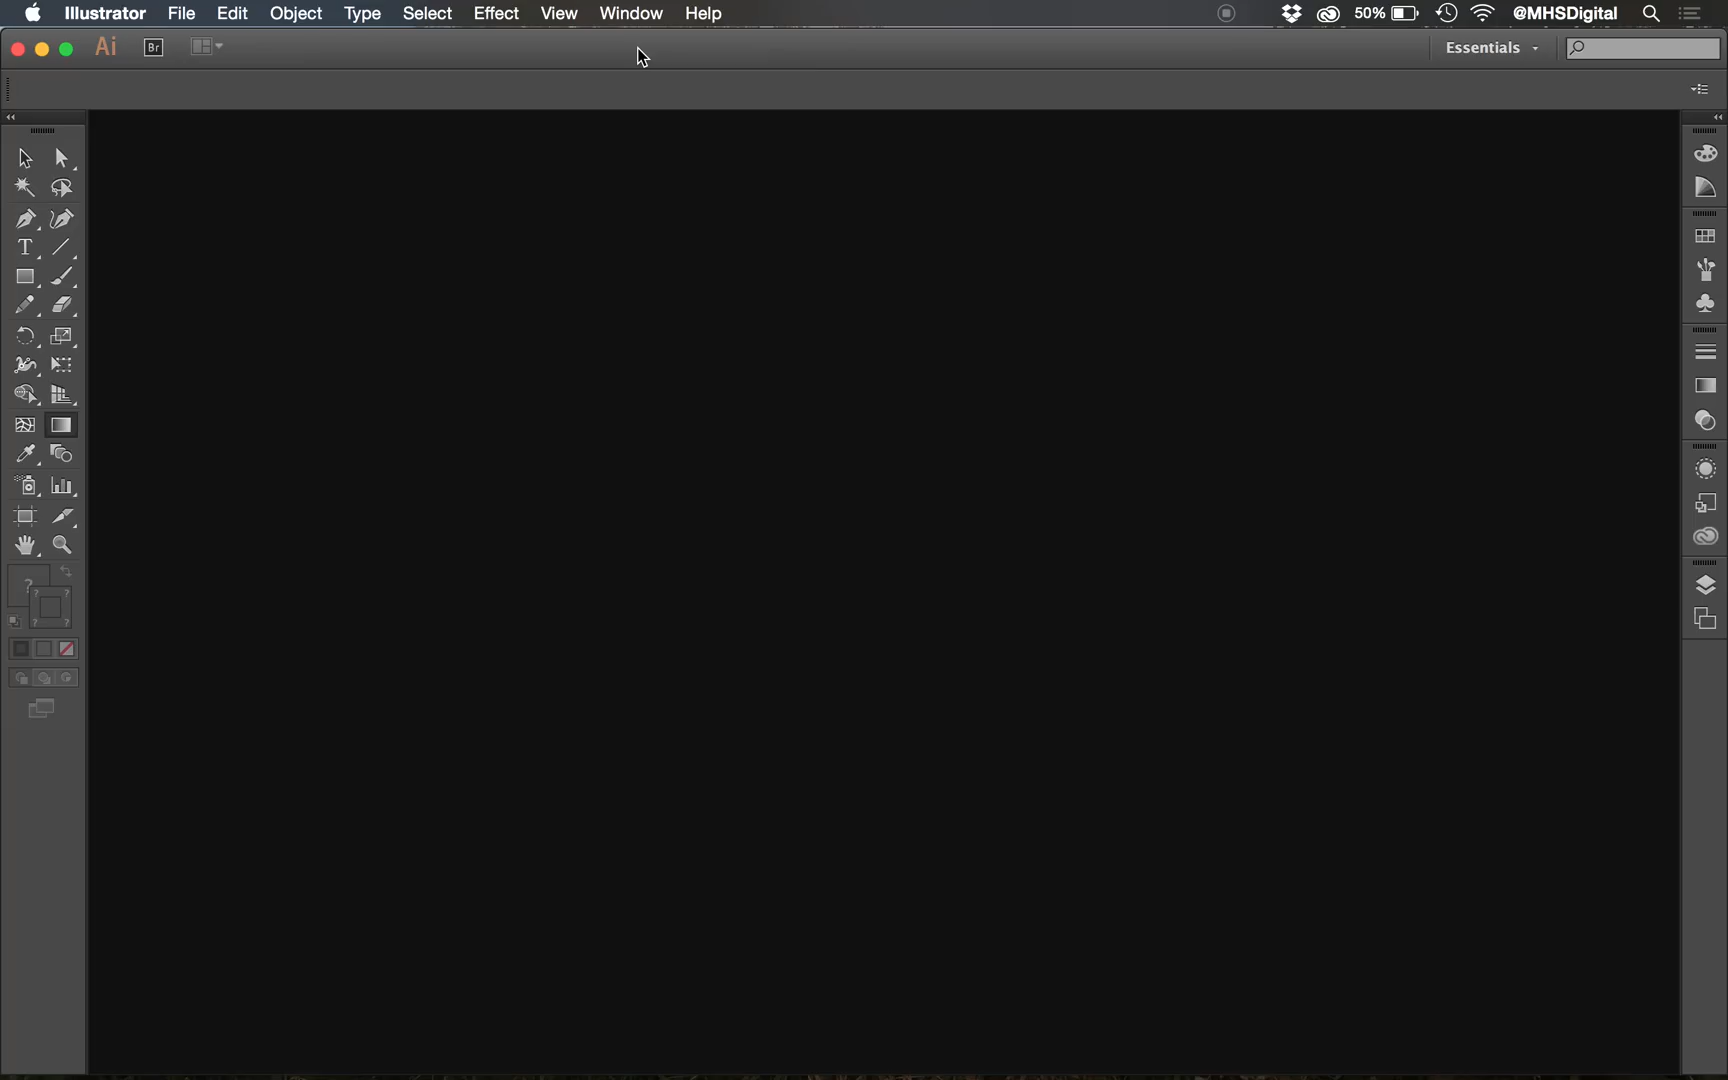 Illustrator File Edit Object Type Select Effect View Window Help 50% @MHSDigital
Ai Br Essentials
T
?
? ?
? ?